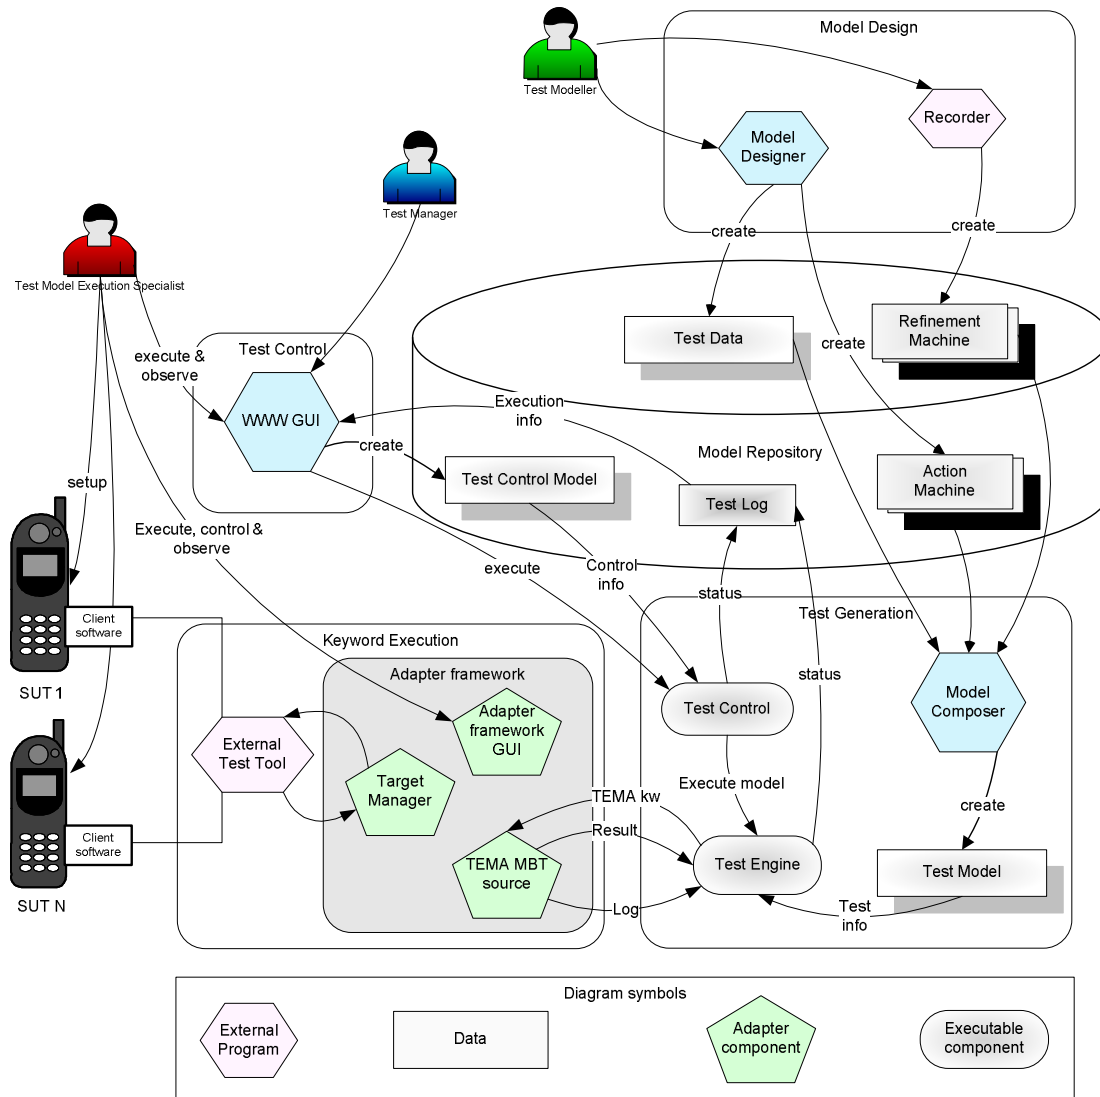 Model Design
Test Modeller
Recorder
Model
Designer
Test Manager
create
create
Test Model Execution Specialist
Test Control
execute &
observe
WWW GUI
create
Test Data
Refinement
Machine
create
Execution
info
Model Repository
Test Control Model
Test Log
Action
Machine
setup
Execute, control &
observe
execute
Control
info
status
Test Generation
Client
software
SUT 1
Keyword Execution
Adapter framework
Adapter
framework
GUI
status
Test Control
Model
Composer
External
Test Tool
Target
Manager
Execute model
TEMA kw
Result
create
Client
software
SUT N
TEMA MBT
source
Test Engine
Test Model
Log
Test
info
Diagram symbols
External
Program
Data
Adapter
component
Executable
component